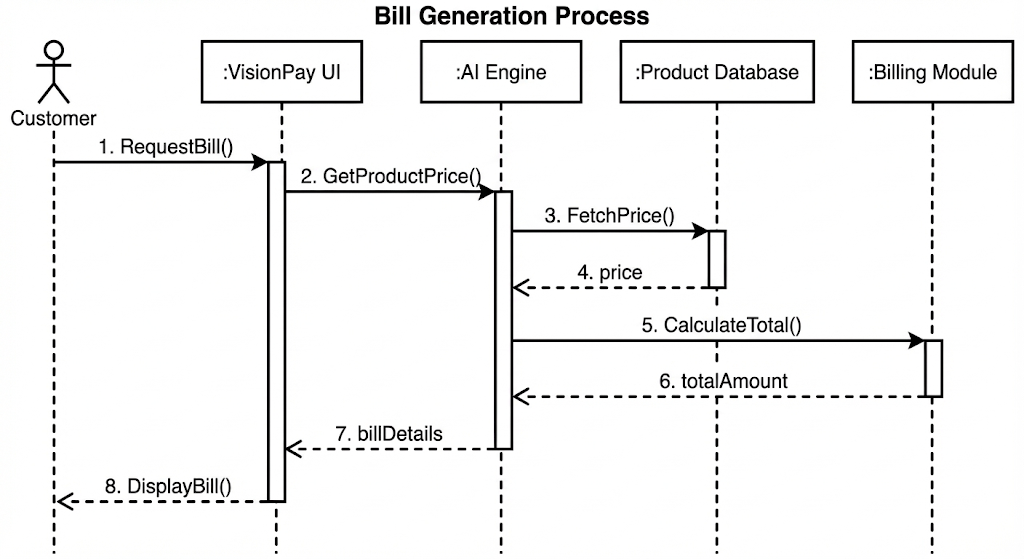 Bill Generation Process
Customer
:VisionPay UI
:AI Engine
:Product Database
:Billing Module
1. RequestBill()
2. GetProductPrice()
3. FetchPrice()
4. price
5. CalculateTotal()
6. totalAmount
7. billDetails
8. DisplayBill()